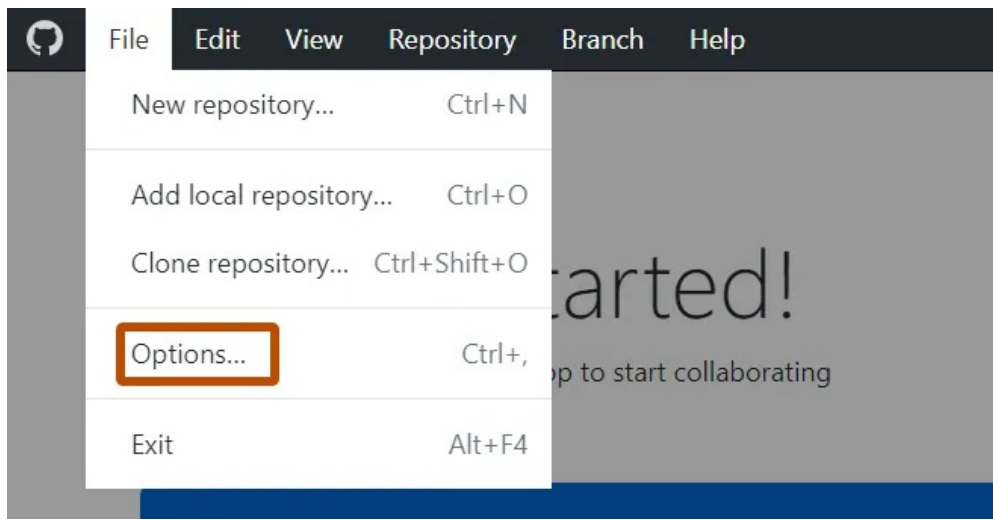 File Edit View Repository Branch Help
New repository... Ctrl+N
Add local repository... Ctrl+O
Clone repository... Ctrl+Shift+O
tarted!
Options... Ctrl+,
op to start collaborating
Exit Alt+F4